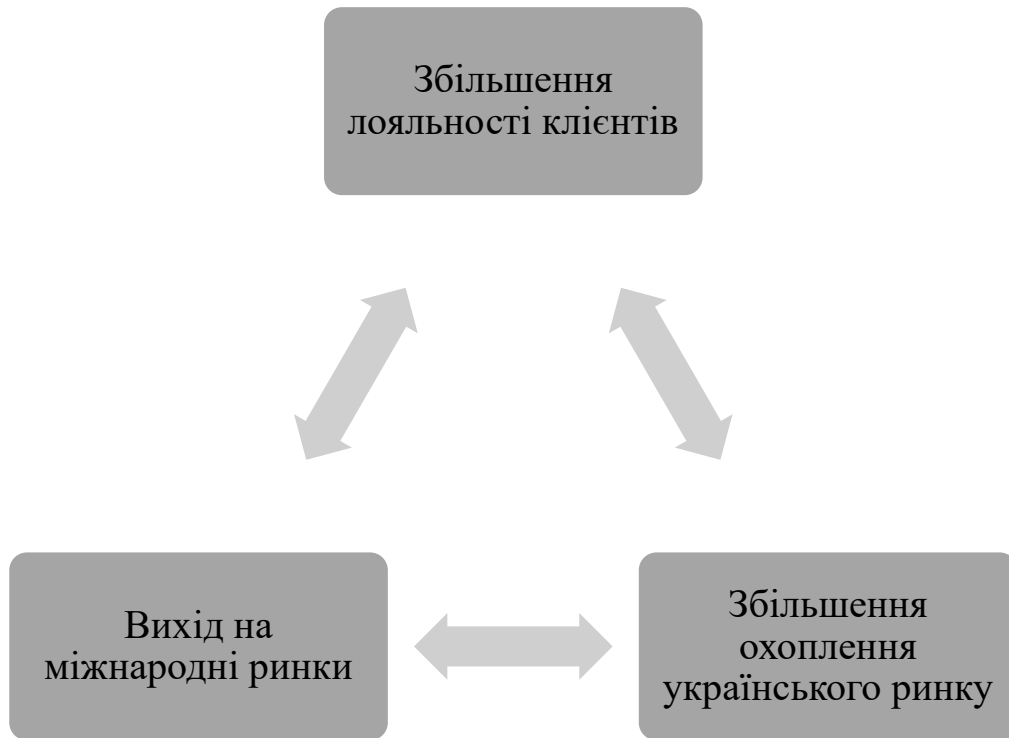 Збільшення
лояльності клієнтів
Вихід на
міжнародні ринки
Збільшення
охоплення
українського ринку